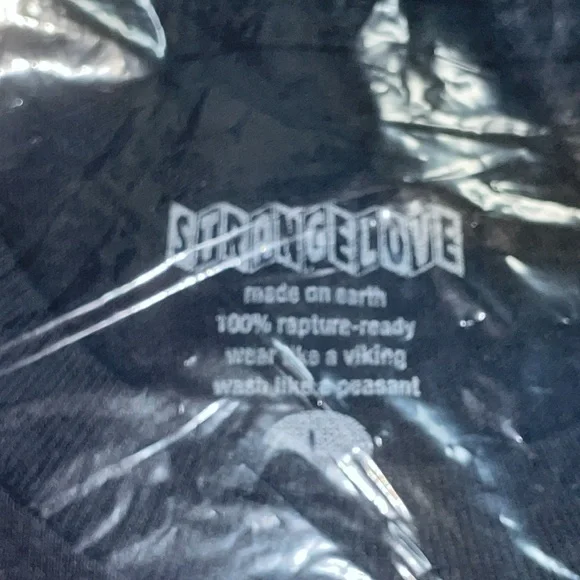 STRANGELOVE
made on earth
100% rapture-ready
wear like a viking
wash like a peasant